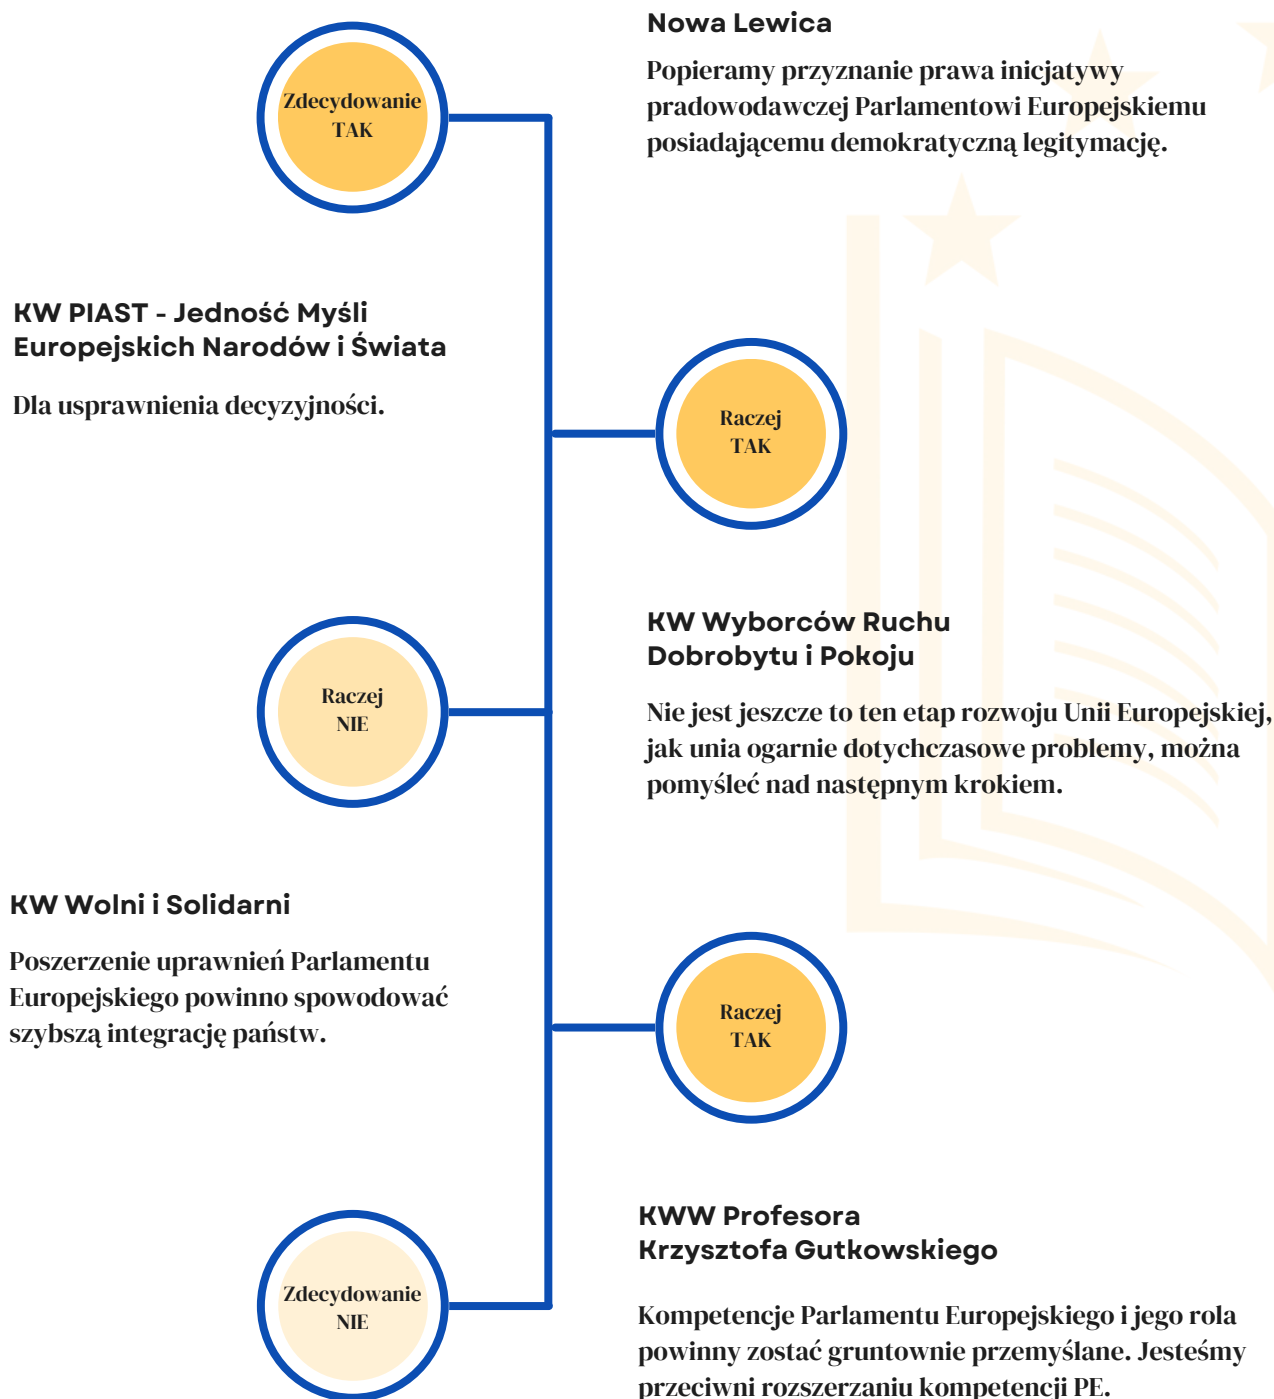 Nowa Lewica
Zdecydowanie
TAK
Popieramy przyznanie prawa inicjatywy
pradowodawczej Parlamentowi Europejskiemu
posiadającemu demokratyczną legitymację.
KW PIAST - Jedność Myśli
Europejskich Narodów i Świata
Dla usprawnienia decyzyjności.
Raczej
TAK
KW Wyborców Ruchu
Dobrobytu i Pokoju
Raczej
NIE
Nie jest jeszcze to ten etap rozwoju Unii Europejskiej,
jak unia ogarnie dotychczasowe problemy, można
pomyśleć nad następnym krokiem.
KW Wolni i Solidarni
Poszerzenie uprawnień Parlamentu
Europejskiego powinno spowodować
szybszą integrację państw.
Raczej
TAK
KWW Profesora
Krzysztofa Gutkowskiego
Zdecydowanie
NIE
Kompetencje Parlamentu Europejskiego i jego rola
powinny zostać gruntownie przemyślane. Jesteśmy
przeciwni rozszerzaniu kompetencji PE.